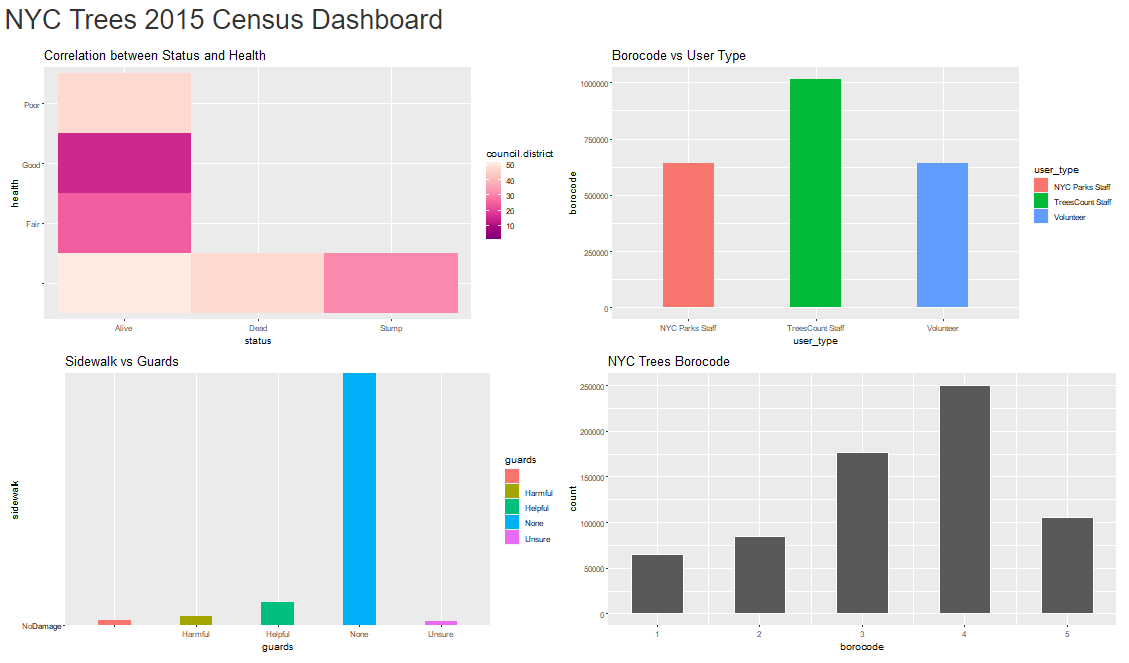 NYC Trees 2015 Census Dashboard
Correlation between Status and Health
Poor
Good
Fair
health
Alive
Dead
Stump
status
council.district
50
40
30
20
10
Borocode vs User Type
1000000
750000
500000
250000
0
borocode
NYC Parks Staff
TreesCount Staff
Volunteer
user_type
user_type
NYC Parks Staff
TreesCount Staff
Volunteer
Sidewalk vs Guards
sidewalk
NoDamage
Harmful
Helpful
None
Unsure
guards
guards
Harmful
Helpful
None
Unsure
NYC Trees Borocode
250000
200000
150000
100000
50000
0
count
1
2
3
4
5
borocode